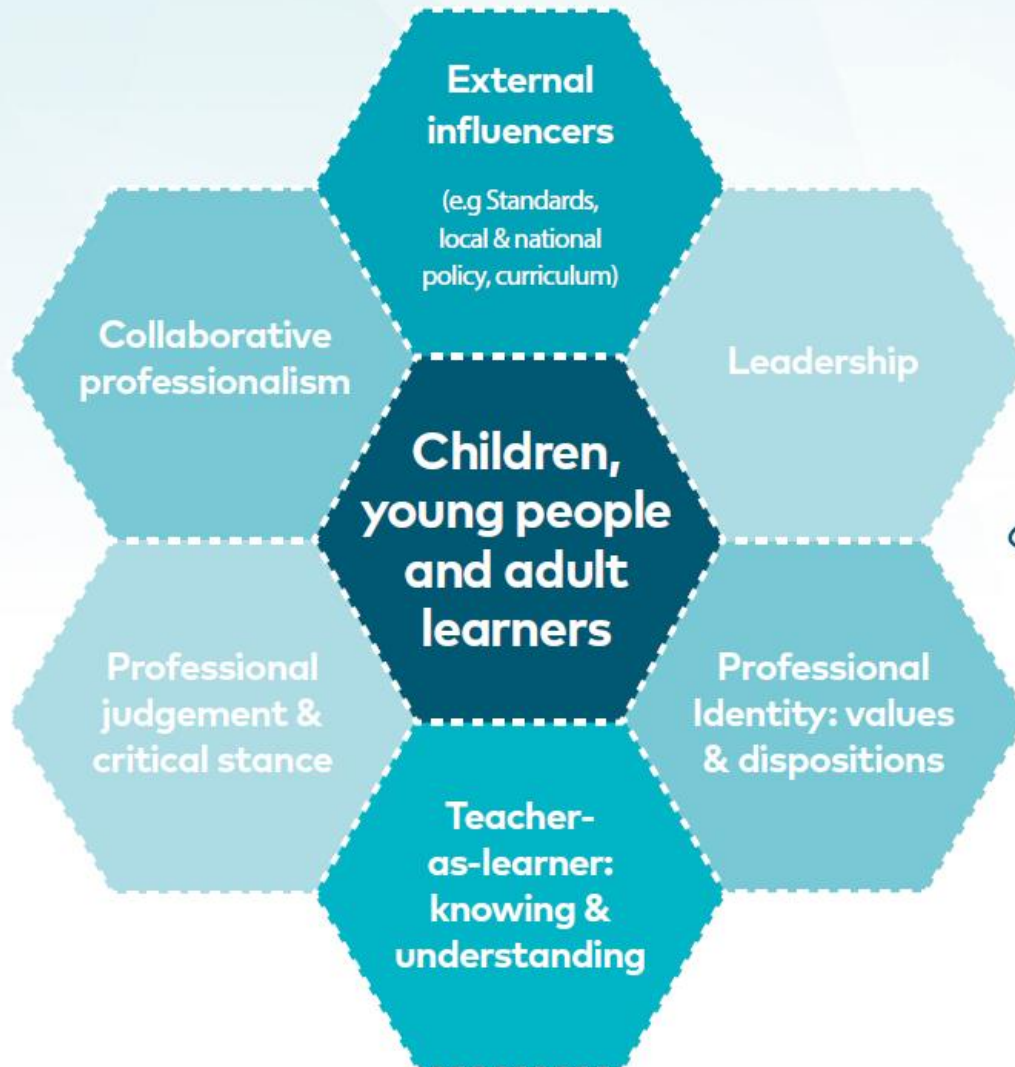 External
influencers
(e.g Standards,
local & national
policy, curriculum)
Collaborative
professionalism
Leadership
Children,
young people
and adult
learners
Professional
judgement &
critical stance
Professional
Identity: values
& dispositions
Teacher-
as-learner:
knowing &
understanding